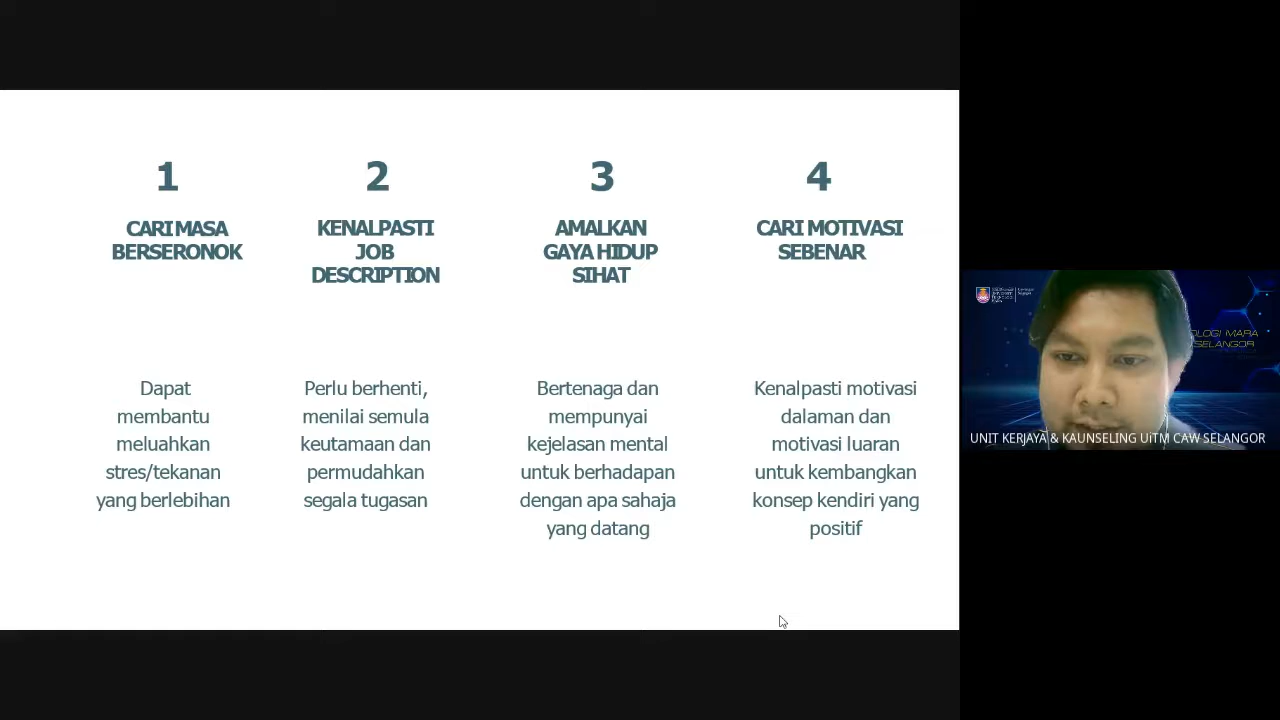 1
CARI MASA
BERSERONOK
Dapat
membantu
meluahkan
stres/tekanan
yang berlebihan
2
KENALPASTI
JOB
DESCRIPTION
Perlu berhenti,
menilai semula
keutamaan dan
permudahkan
segala tugasan
3
AMALKAN
GAYA HIDUP
SIHAT
Bertenaga dan
mempunyai
kejelasan mental
untuk berhadapan
dengan apa sahaja
yang datang
4
CARI MOTIVASI
SEBENAR
Kenalpasti motivasi
dalaman dan
motivasi luaran
untuk kembangkan
konsep kendiri yang
positif
OLOGI MARA
SELANGOR
UNIT KERJAYA & KAUNSELING UiTM CAW SELANGOR